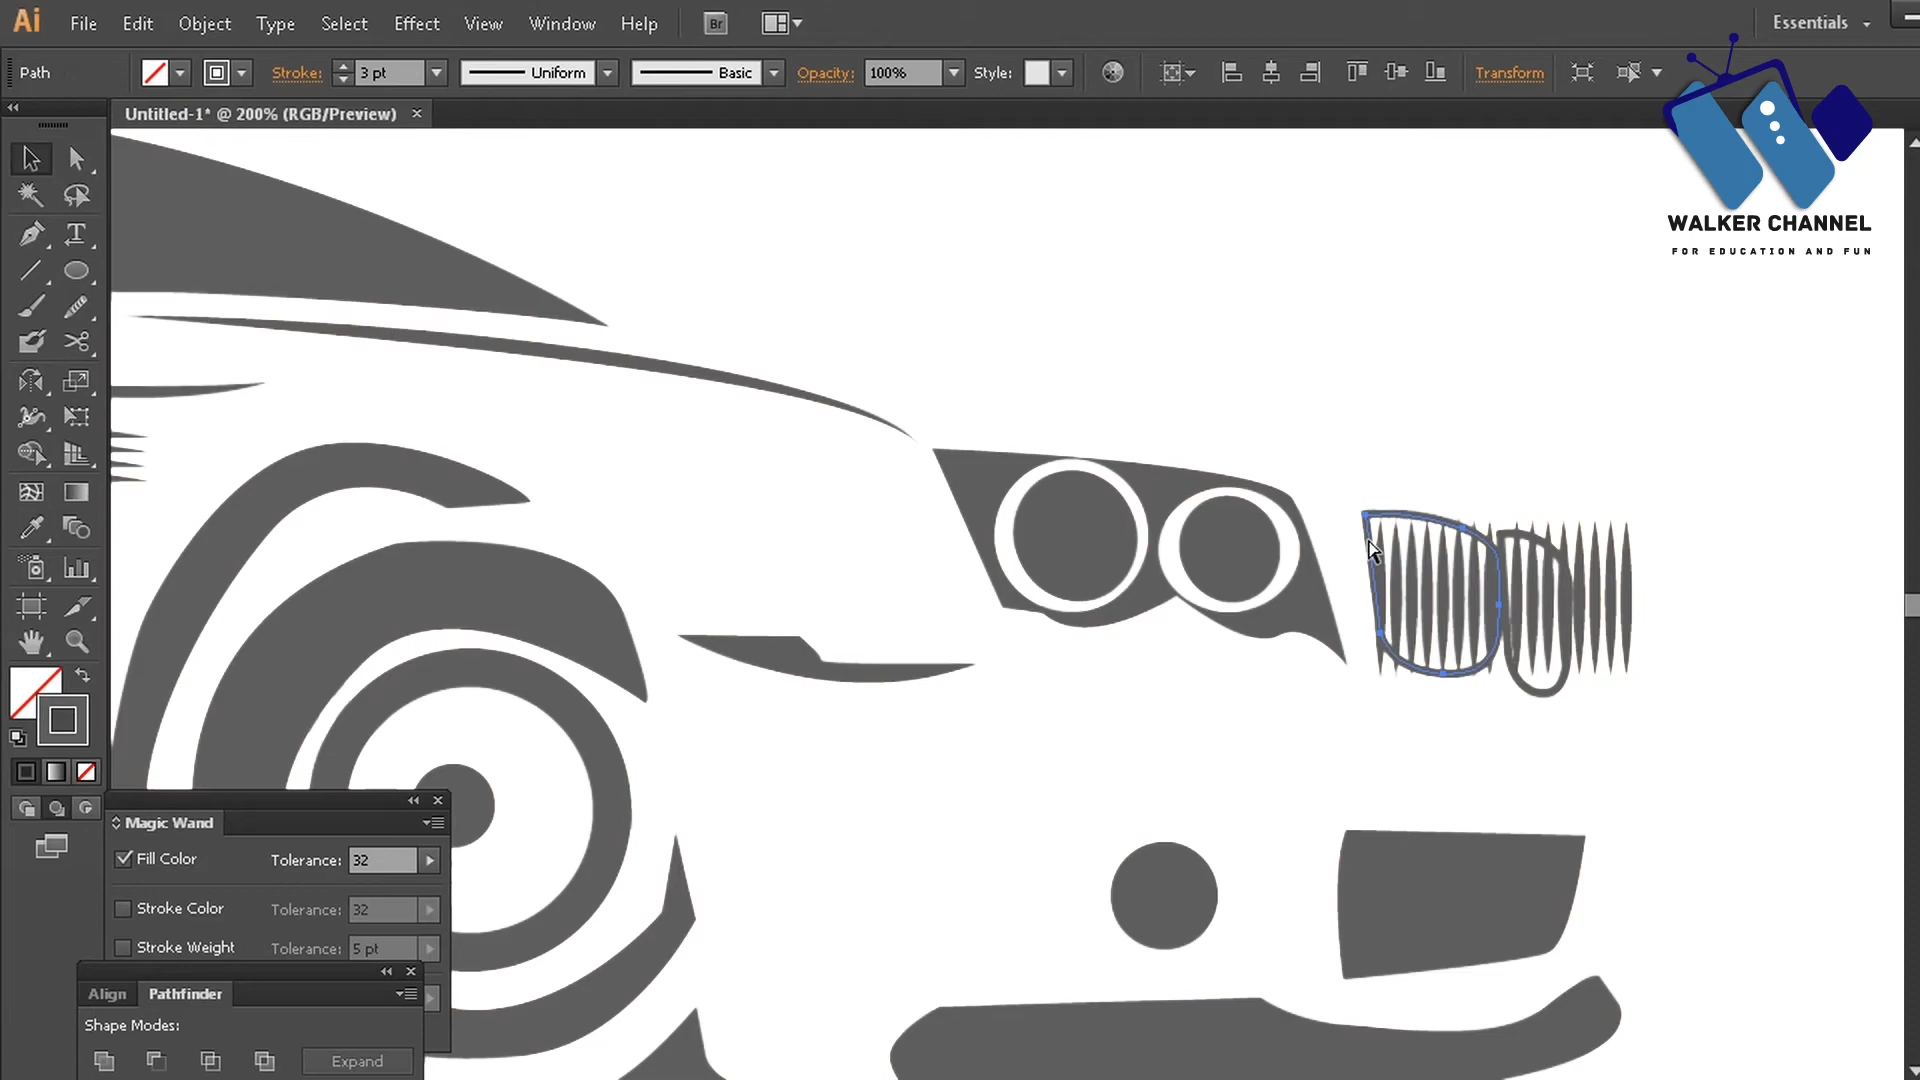 Ai File Edit Object Type Select Effect View Window Help Br Essentials
Path Stroke: 3 pt Uniform Basic Opacity: 100% Style: Transform
Untitled-1* @ 200% (RGB/Preview)
WALKER CHANNEL
FOR EDUCATION AND FUN
Magic Wand
Fill Color Tolerance: 32
Stroke Color Tolerance: 32
Stroke Weight Tolerance: 5 pt
Align Pathfinder
Shape Modes:
Expand